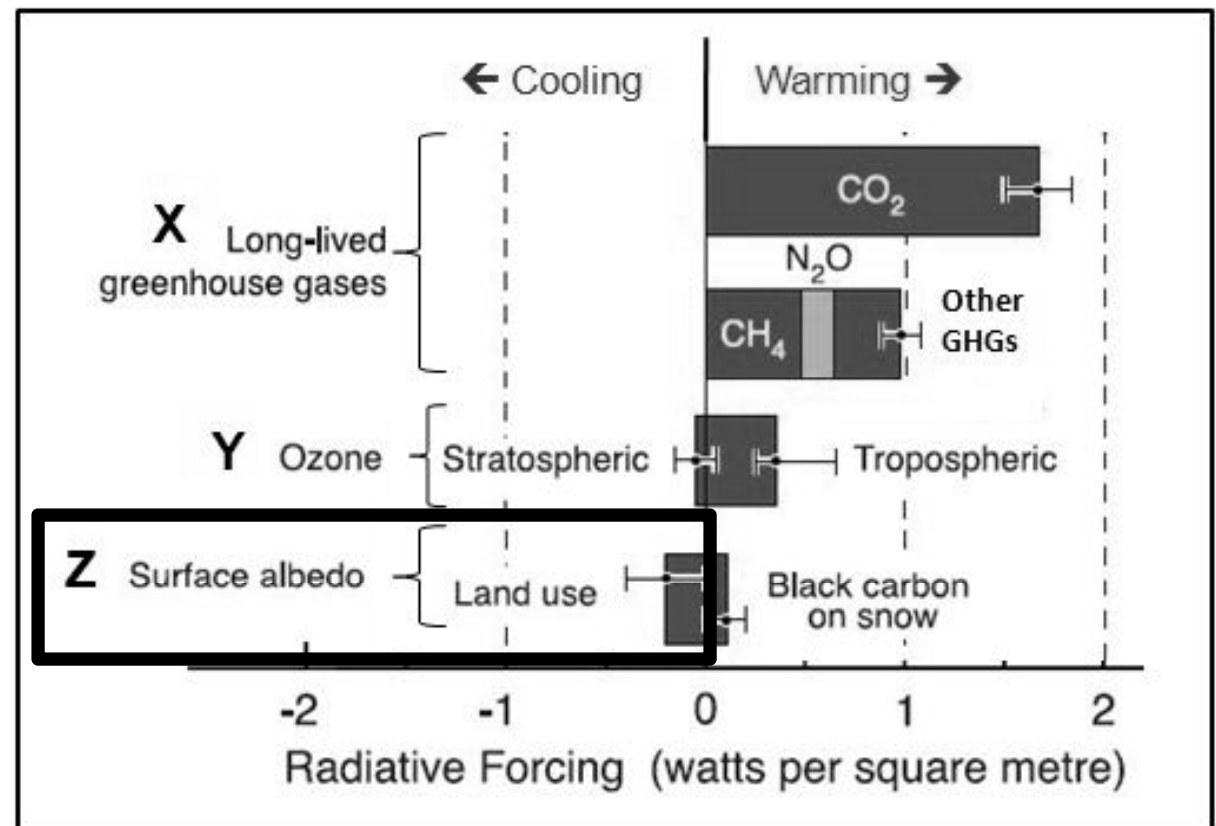 ← Cooling Warming →
CO₂
X Long-lived
greenhouse gases
N₂O
CH₄ Other
GHGs
Y Ozone Stratospheric Tropospheric
Z Surface albedo Land use Black carbon
on snow
-2 -1 0 1 2
Radiative Forcing (watts per square metre)